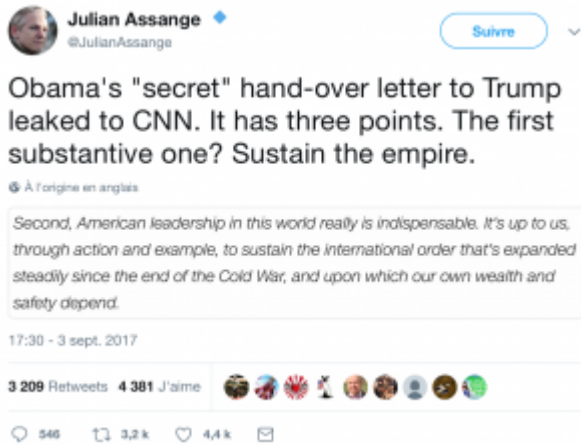 Julian Assange
@JulianAssange
Suivre
Obama's "secret" hand-over letter to Trump
leaked to CNN. It has three points. The first
substantive one? Sustain the empire.
À l'origine en anglais
Second, American leadership in this world really is indispensable. It's up to us,
through action and example, to sustain the international order that's expanded
steadily since the end of the Cold War, and upon which our own wealth and
safety depend.
17:30 - 3 sept. 2017
3 209 Retweets 4 381 J'aime
546 3,2 k 4,4 k